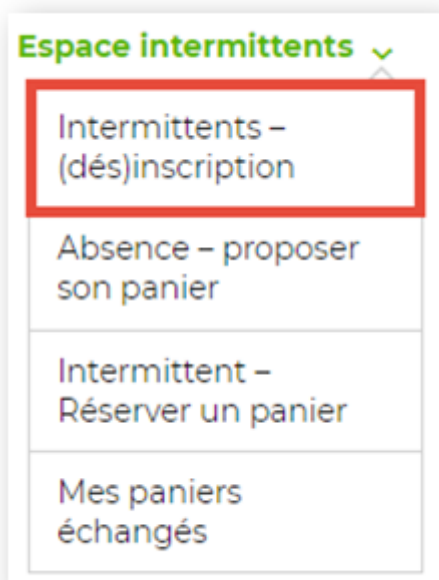 Espace intermittents
Intermittents –
(dés)inscription
Absence – proposer
son panier
Intermittent –
Réserver un panier
Mes paniers
échangés